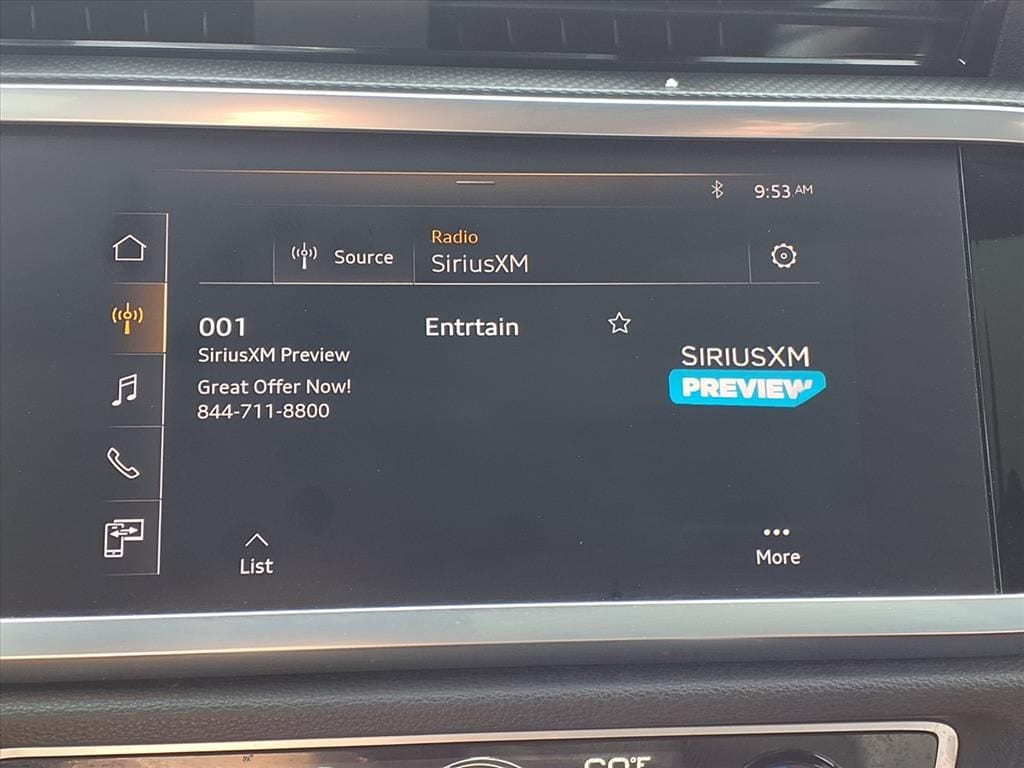 9:53 AM
Source
Radio
SiriusXM
001
Entrtain
SiriusXM Preview
Great Offer Now!
844-711-8800
SIRIUSXM
PREVIEW
List
More